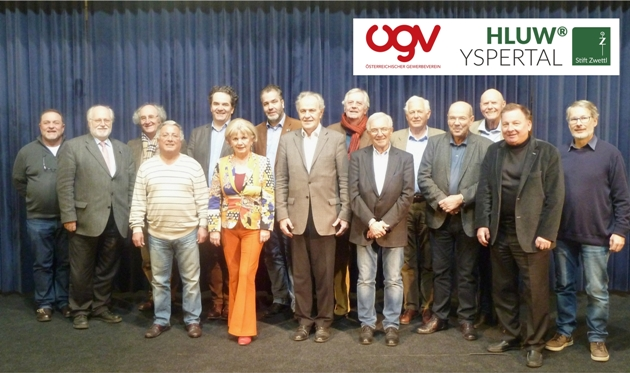 ögv
ÖSTERREICHISCHER GEWERBEVEREIN
HLUW®
YSPERTAL
Z
Stift Zwettl